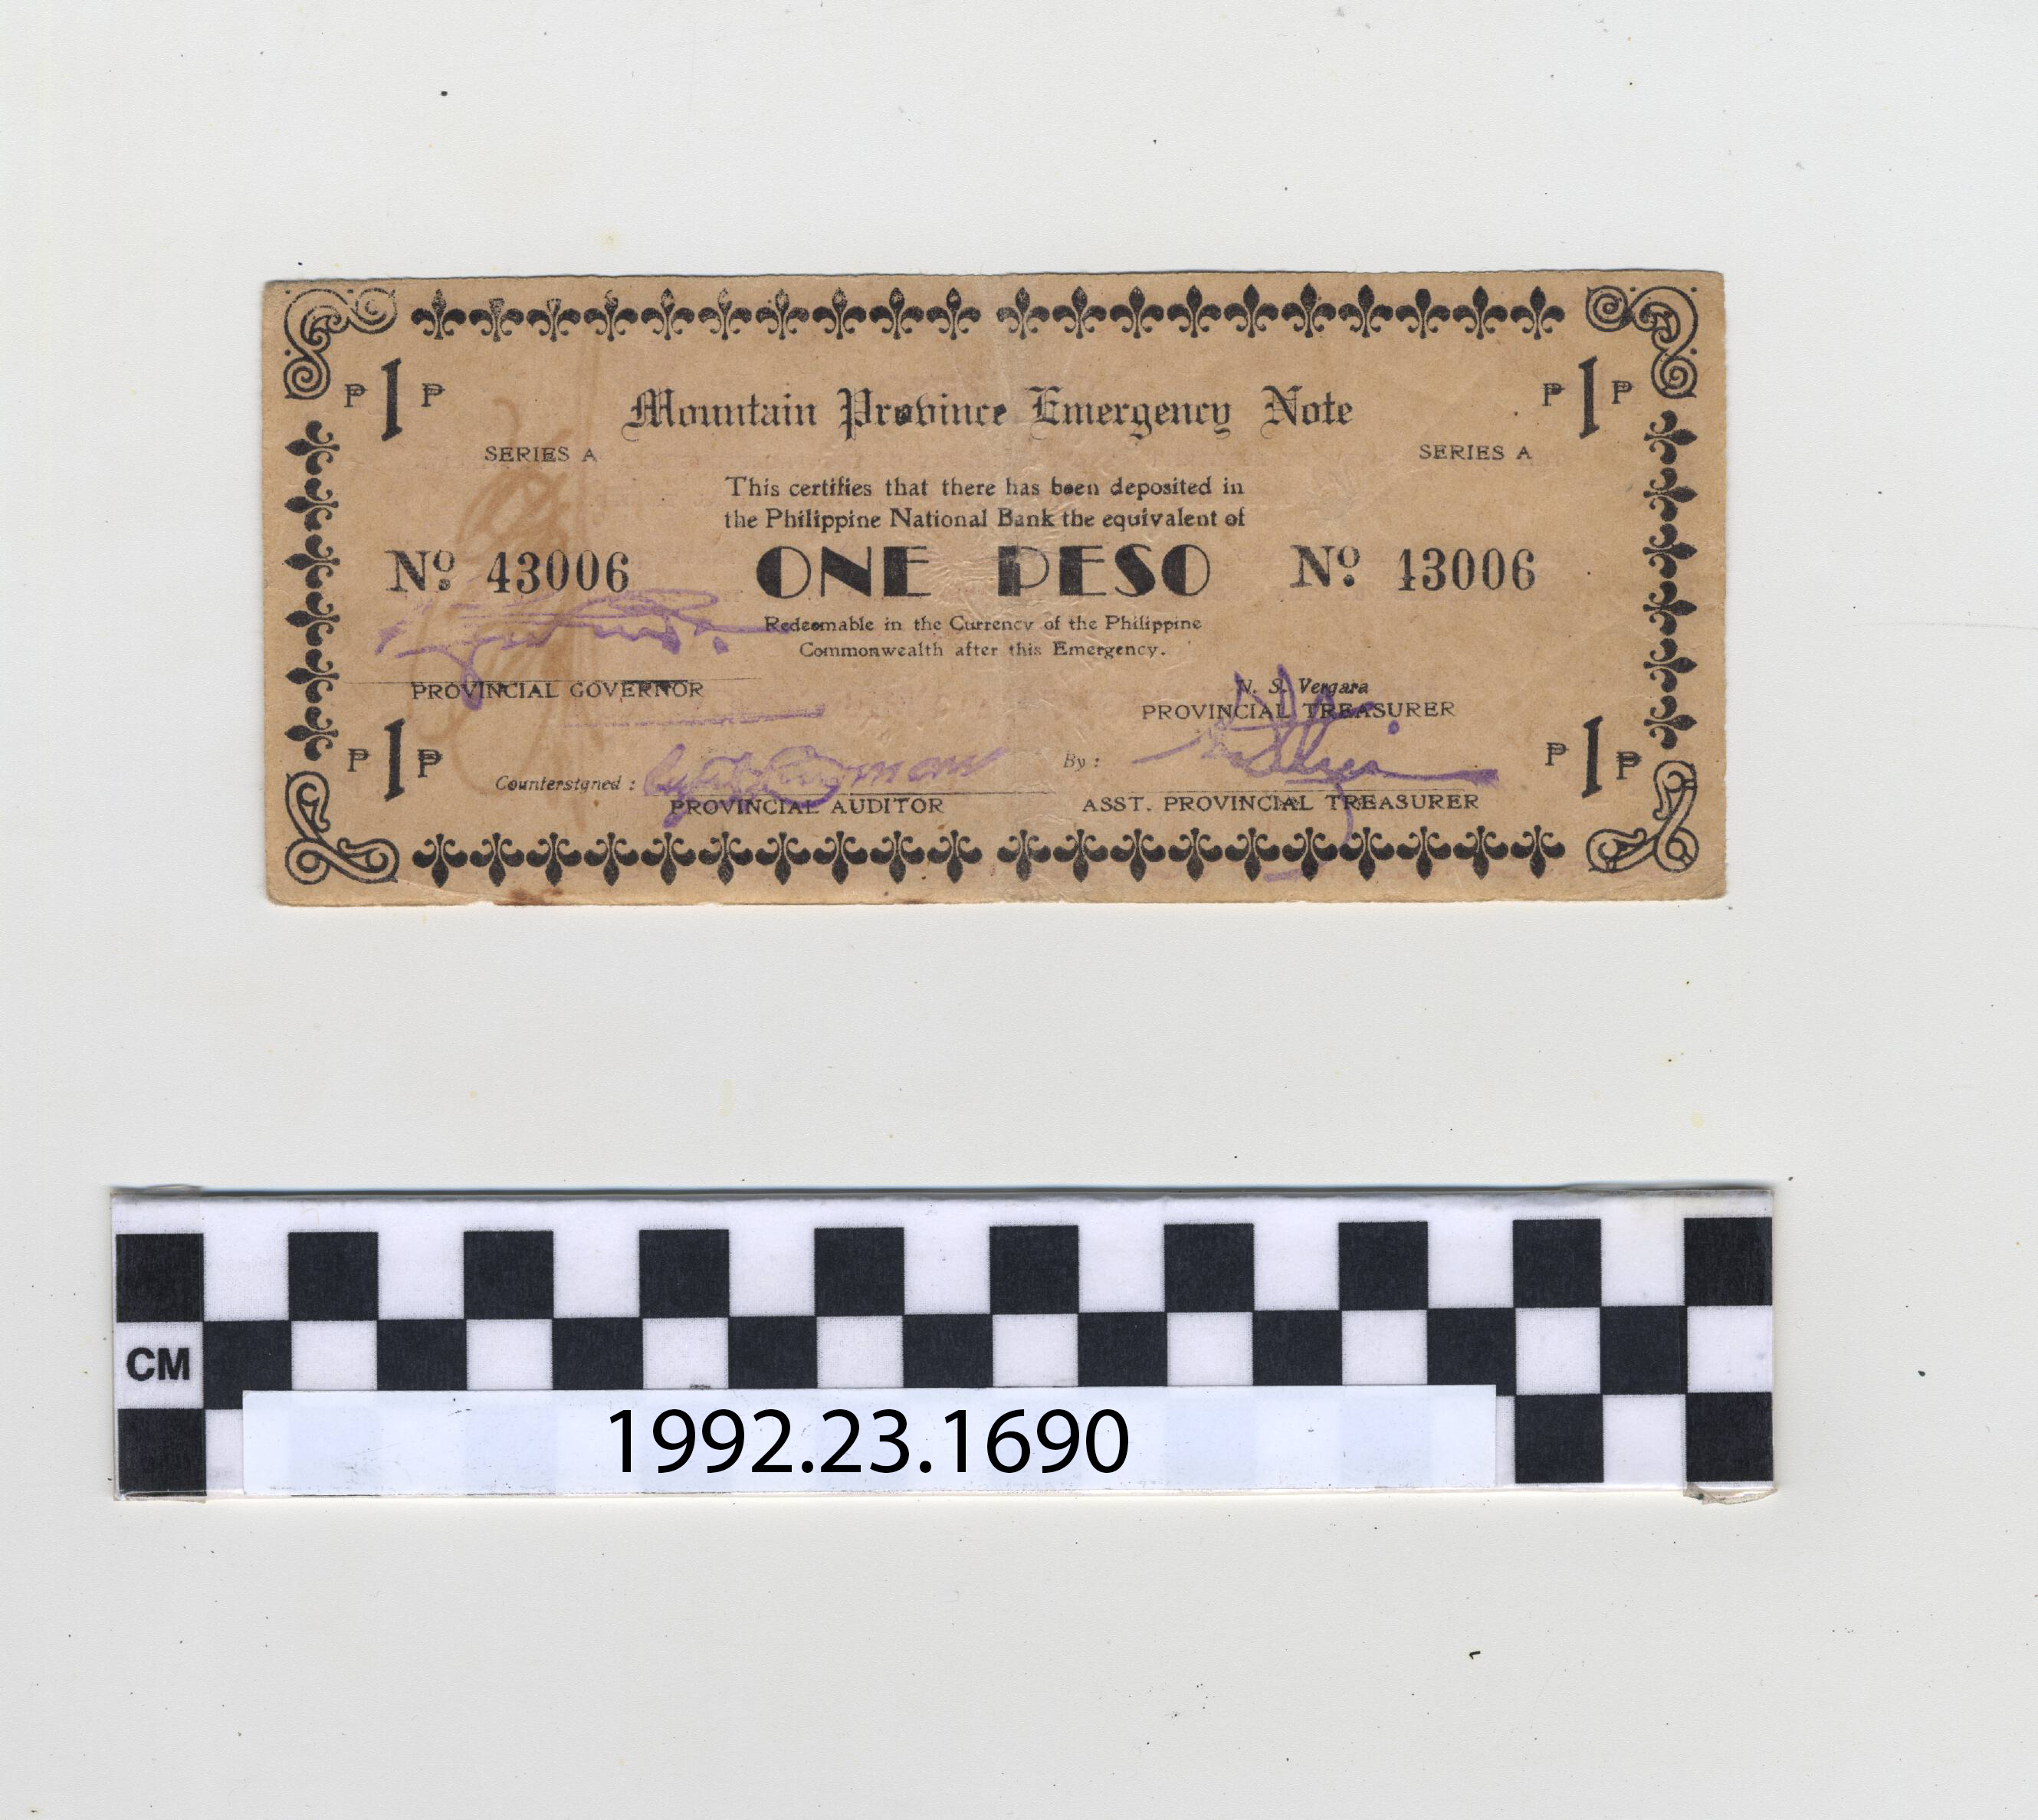 ₱ 1 ₱ ₱ 1 ₱
Mountain Province Emergency Note
SERIES A SERIES A
This certifies that there has been deposited in
the Philippine National Bank the equivalent of
Nº 43006 ONE PESO Nº 43006
Redeemable in the Currency of the Philippine
Commonwealth after this Emergency.
PROVINCIAL GOVERNOR
N. S. Vergara
PROVINCIAL TREASURER
₱ 1 ₱ ₱ 1 ₱
Countersigned : By :
PROVINCIAL AUDITOR ASST. PROVINCIAL TREASURER
CM
1992.23.1690